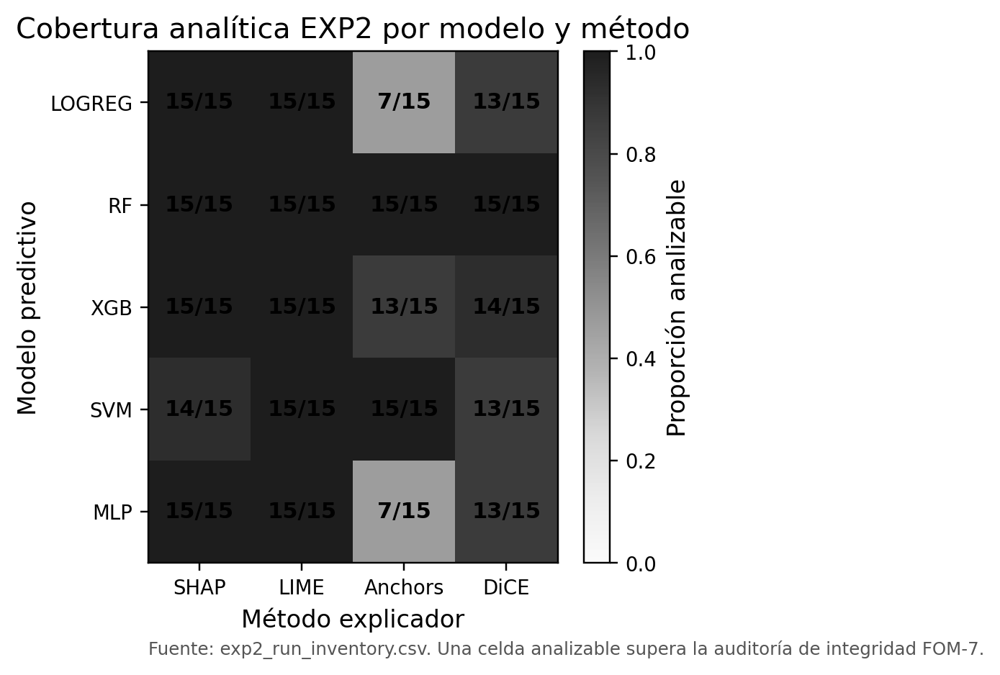 Cobertura analítica EXP2 por modelo y método
LOGREG 15/15 15/15 7/15 13/15
RF 15/15 15/15 15/15 15/15
XGB 15/15 15/15 13/15 14/15
SVM 14/15 15/15 15/15 13/15
MLP 15/15 15/15 7/15 13/15
Modelo predictivo
SHAP LIME Anchors DiCE
Método explicador
1.0
0.8
0.6
0.4
0.2
0.0
Proporción analizable
Fuente: exp2_run_inventory.csv. Una celda analizable supera la auditoría de integridad FOM-7.